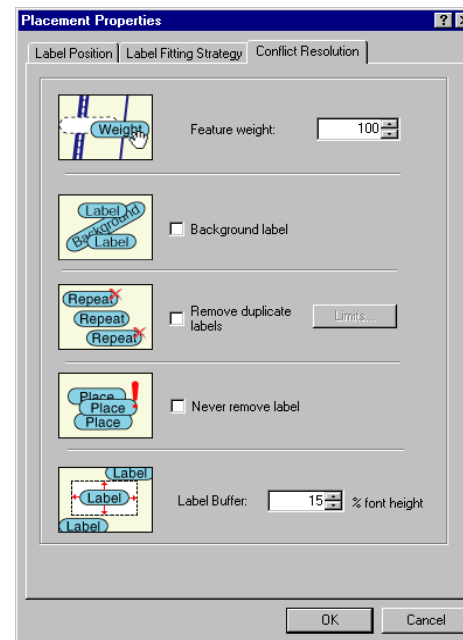 Placement Properties
Label Position Label Fitting Strategy Conflict Resolution
Weight
Feature weight: 100
Label
Background
Label
Background label
Repeat
Repeat
Repeat
Remove duplicate
labels
Limits...
Place
Place
Place
Never remove label
Label
Label
Label
Label Buffer: 15 % font height
OK Cancel